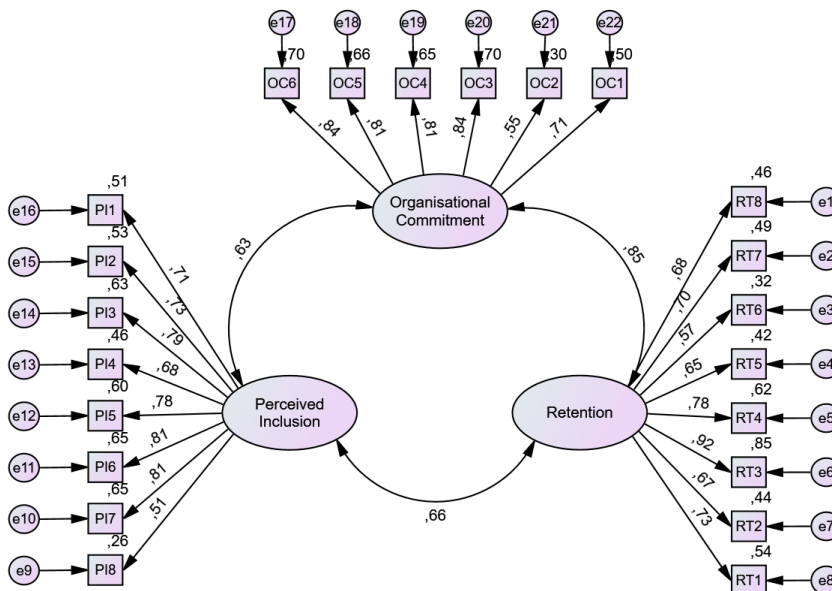 e17 e18 e19 e20 e21 e22
,70 ,66 ,65 ,70 ,30 ,50
OC6 OC5 OC4 OC3 OC2 OC1
,84 ,81 ,81 ,84 ,55 ,71
Organisational
Commitment
,63
,85
,51
e16 PI1
,53
e15 PI2
,63
e14 PI3
,46
e13 PI4
,60
e12 PI5
,65
e11 PI6
,65
e10 PI7
,26
e9 PI8
,71
,73
,79
,68
,78
,81
,81
,51
Perceived
Inclusion
,66
Retention
,68
,70
,57
,65
,78
,92
,67
,73
,46
RT8 e1
,49
RT7 e2
,32
RT6 e3
,42
RT5 e4
,62
RT4 e5
,85
RT3 e6
,44
RT2 e7
,54
RT1 e8